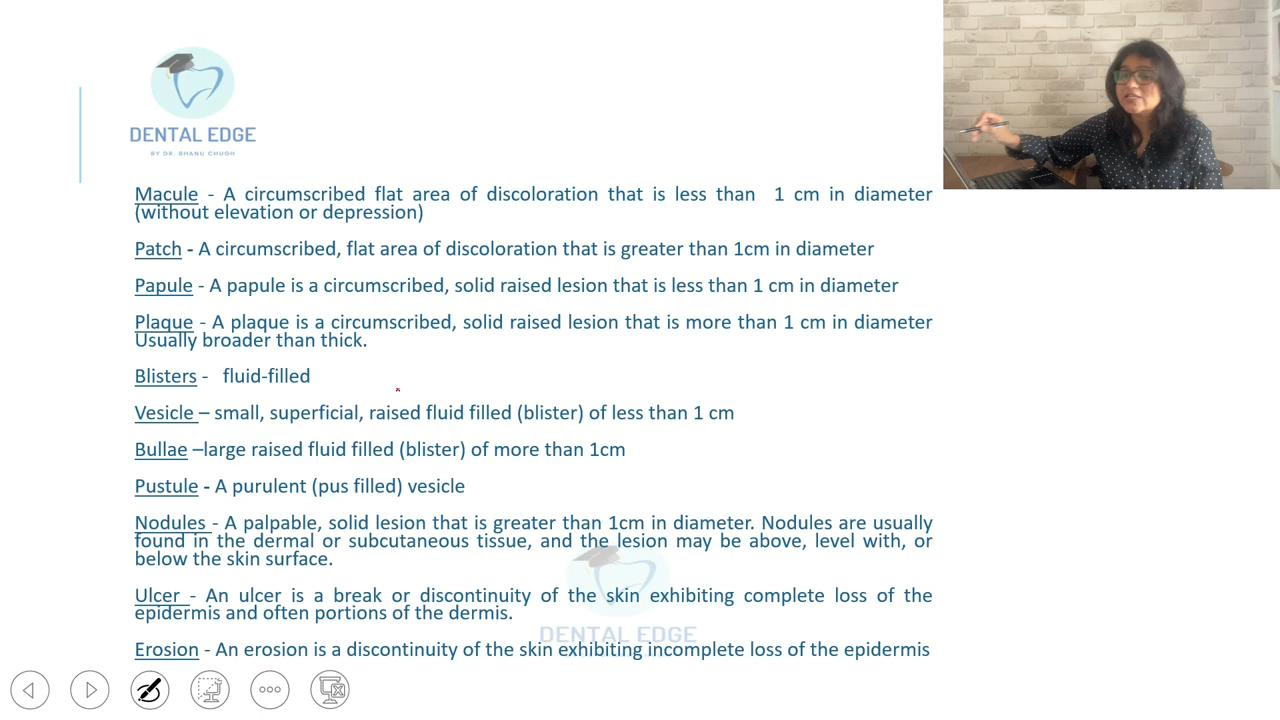 DENTAL EDGE
BY DR. BHANU CHUGH
Macule - A circumscribed flat area of discoloration that is less than 1 cm in diameter
(without elevation or depression)
Patch - A circumscribed, flat area of discoloration that is greater than 1cm in diameter
Papule - A papule is a circumscribed, solid raised lesion that is less than 1 cm in diameter
Plaque - A plaque is a circumscribed, solid raised lesion that is more than 1 cm in diameter
Usually broader than thick.
Blisters - fluid-filled
Vesicle – small, superficial, raised fluid filled (blister) of less than 1 cm
Bullae –large raised fluid filled (blister) of more than 1cm
Pustule - A purulent (pus filled) vesicle
Nodules - A palpable, solid lesion that is greater than 1cm in diameter. Nodules are usually
found in the dermal or subcutaneous tissue, and the lesion may be above, level with, or
below the skin surface.
Ulcer - An ulcer is a break or discontinuity of the skin exhibiting complete loss of the
epidermis and often portions of the dermis.
DENTAL EDGE
Erosion - An erosion is a discontinuity of the skin exhibiting incomplete loss of the epidermis